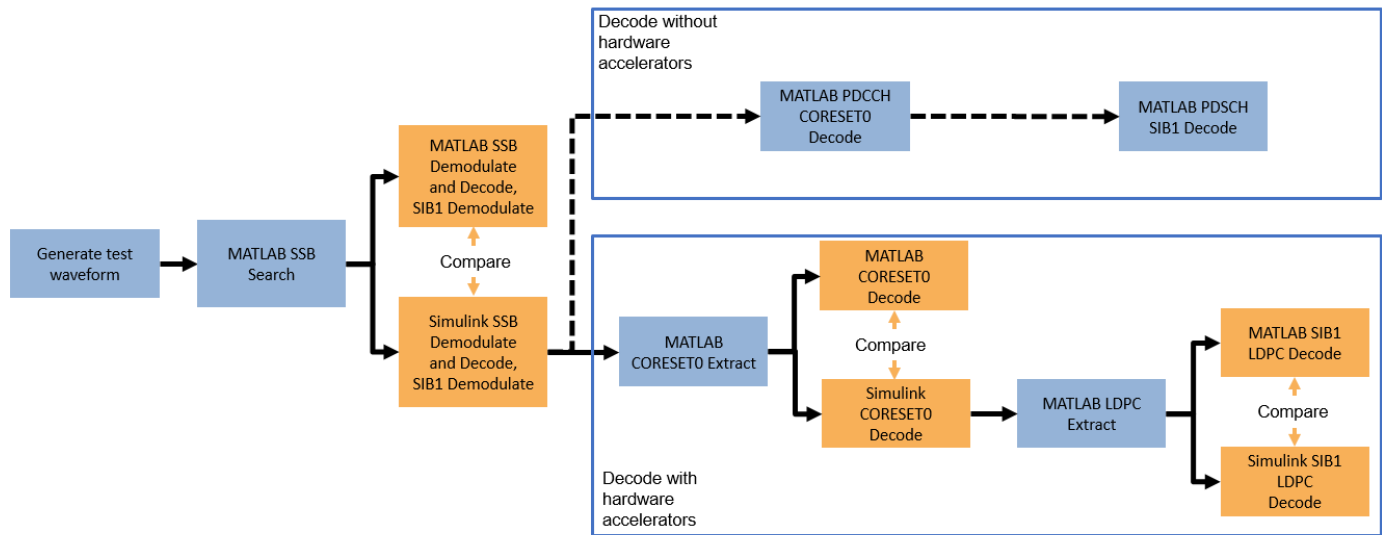 Generate test
waveform
MATLAB SSB
Search
MATLAB SSB
Demodulate
and Decode,
SIB1 Demodulate
Compare
Simulink SSB
Demodulate
and Decode,
SIB1 Demodulate
Decode without
hardware
accelerators
MATLAB PDCCH
CORESET0
Decode
MATLAB PDSCH
SIB1 Decode
MATLAB
CORESET0 Extract
MATLAB
CORESET0
Decode
Compare
Simulink
CORESET0
Decode
MATLAB LDPC
Extract
MATLAB SIB1
LDPC Decode
Compare
Simulink SIB1
LDPC
Decode
Decode with
hardware
accelerators